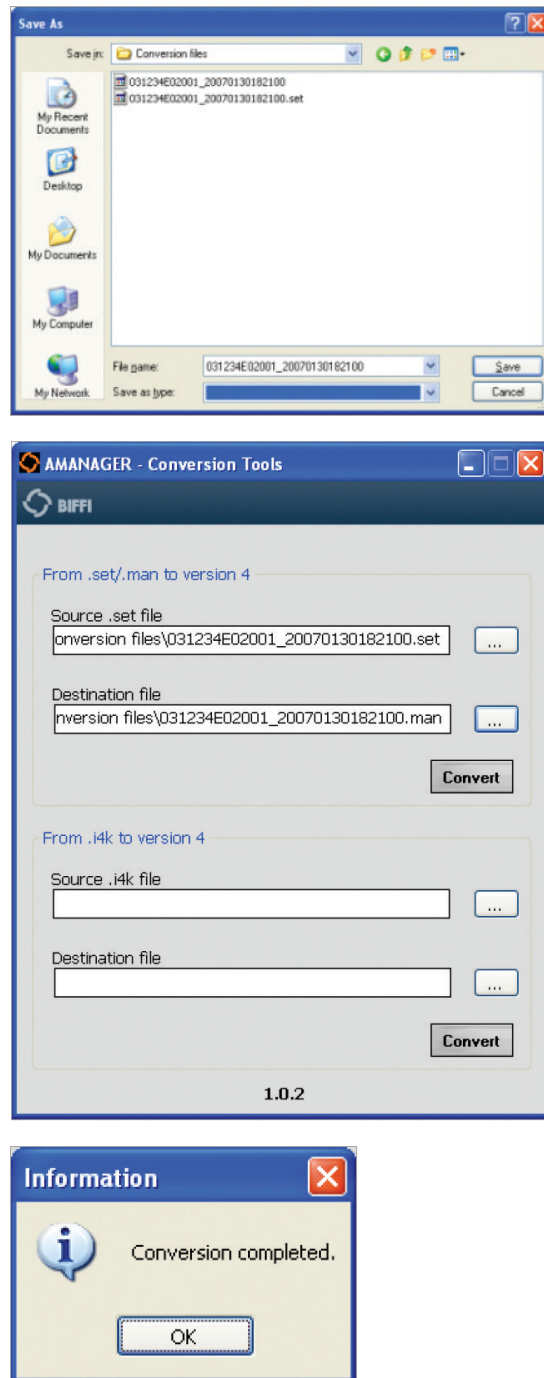 Save As
Save in:
Conversion files
031234E02001_20070130182100
031234E02001_20070130182100.set
My Recent
Documents
Desktop
My Documents
My Computer
My Network
File name:
031234E02001_20070130182100
Save
Save as type:
Cancel
AMANAGER - Conversion Tools
BIFFI
From .set/.man to version 4
Source .set file
onversion files\031234E02001_20070130182100.set
...
Destination file
nversion files\031234E02001_20070130182100.man
...
Convert
From .i4k to version 4
Source .i4k file
...
Destination file
...
Convert
1.0.2
Information
Conversion completed.
OK